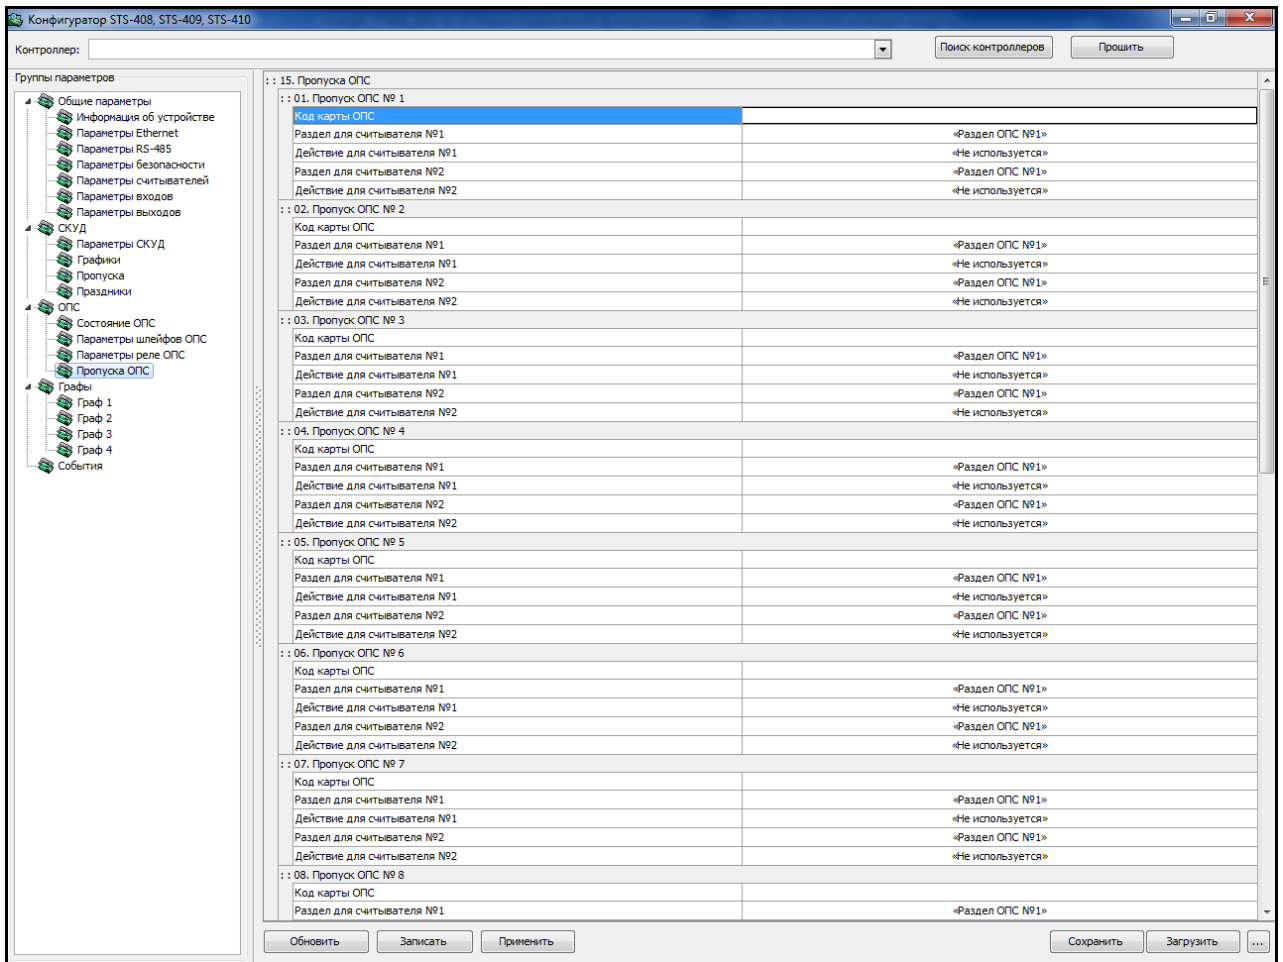 Конфигуратор STS-408, STS-409, STS-410
Контроллер:
Поиск контроллеров
Прошить
Группы параметров
Общие параметры
Информация об устройстве
Параметры Ethernet
Параметры RS-485
Параметры безопасности
Параметры считывателей
Параметры входов
Параметры выходов
СКУД
Параметры СКУД
Графики
Пропуска
Праздники
ОПС
Состояние ОПС
Параметры шлейфов ОПС
Параметры реле ОПС
Пропуска ОПС
Графы
Граф 1
Граф 2
Граф 3
Граф 4
События
: : 15. Пропуска ОПС
: : 01. Пропуск ОПС № 1
Код карты ОПС
Раздел для считывателя №1 «Раздел ОПС №1»
Действие для считывателя №1 «Не используется»
Раздел для считывателя №2 «Раздел ОПС №1»
Действие для считывателя №2 «Не используется»
: : 02. Пропуск ОПС № 2
Код карты ОПС
Раздел для считывателя №1 «Раздел ОПС №1»
Действие для считывателя №1 «Не используется»
Раздел для считывателя №2 «Раздел ОПС №1»
Действие для считывателя №2 «Не используется»
: : 03. Пропуск ОПС № 3
Код карты ОПС
Раздел для считывателя №1 «Раздел ОПС №1»
Действие для считывателя №1 «Не используется»
Раздел для считывателя №2 «Раздел ОПС №1»
Действие для считывателя №2 «Не используется»
: : 04. Пропуск ОПС № 4
Код карты ОПС
Раздел для считывателя №1 «Раздел ОПС №1»
Действие для считывателя №1 «Не используется»
Раздел для считывателя №2 «Раздел ОПС №1»
Действие для считывателя №2 «Не используется»
: : 05. Пропуск ОПС № 5
Код карты ОПС
Раздел для считывателя №1 «Раздел ОПС №1»
Действие для считывателя №1 «Не используется»
Раздел для считывателя №2 «Раздел ОПС №1»
Действие для считывателя №2 «Не используется»
: : 06. Пропуск ОПС № 6
Код карты ОПС
Раздел для считывателя №1 «Раздел ОПС №1»
Действие для считывателя №1 «Не используется»
Раздел для считывателя №2 «Раздел ОПС №1»
Действие для считывателя №2 «Не используется»
: : 07. Пропуск ОПС № 7
Код карты ОПС
Раздел для считывателя №1 «Раздел ОПС №1»
Действие для считывателя №1 «Не используется»
Раздел для считывателя №2 «Раздел ОПС №1»
Действие для считывателя №2 «Не используется»
: : 08. Пропуск ОПС № 8
Код карты ОПС
Раздел для считывателя №1 «Раздел ОПС №1»
Обновить
Записать
Применить
Сохранить
Загрузить
...